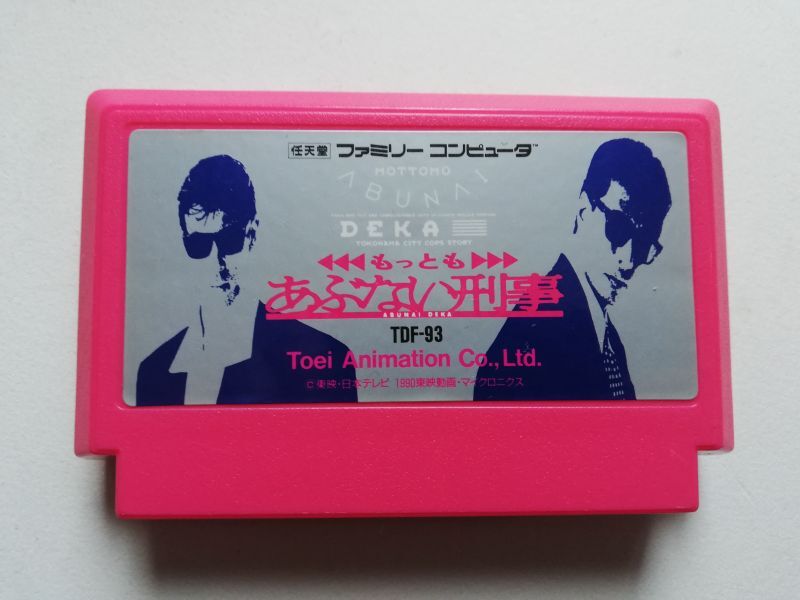 任天堂 ファミリー コンピュータ™
MOTTOMO
ABUNAI
DEKA
YOKOHAMA CITY COPS STORY
もっとも
あぶない刑事
ABUNAI DEKA
TDF-93
Toei Animation Co., Ltd.
© 東映・日本テレビ 1990東映動画・マイクロニクス